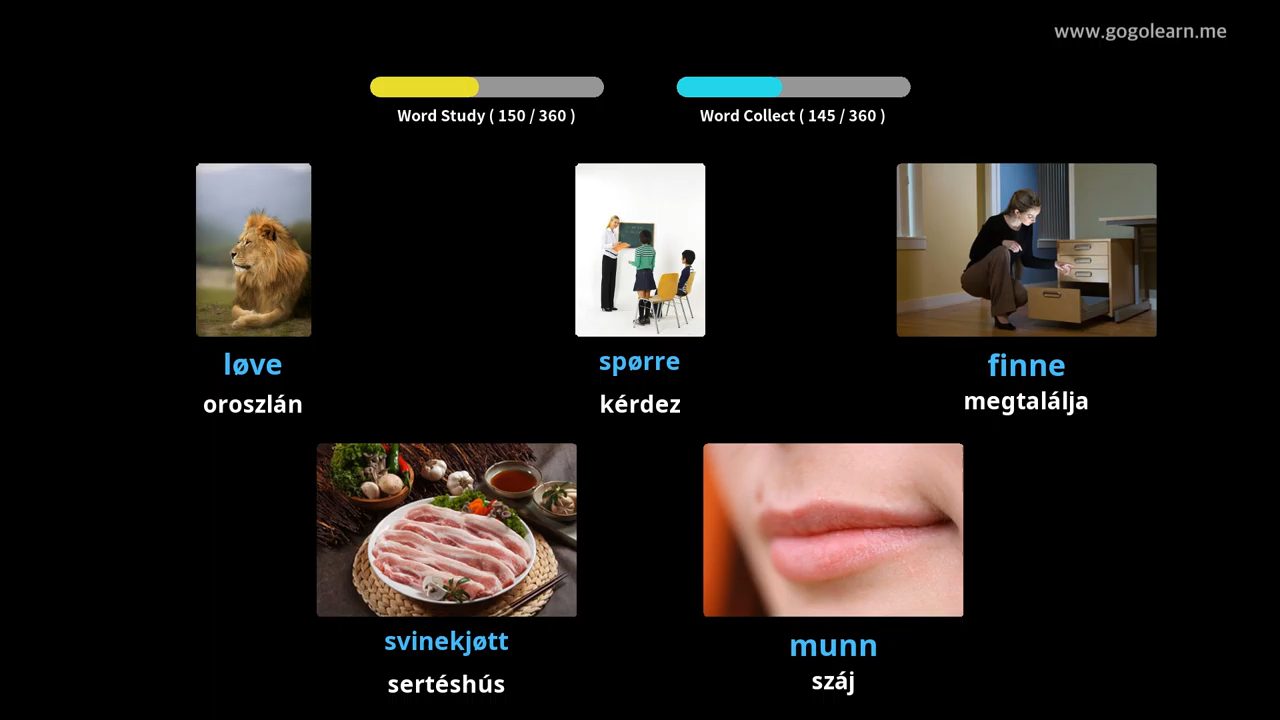 www.gogolearn.me
Word Study ( 150 / 360 )
Word Collect ( 145 / 360 )
løve
oroszlán
spørre
kérdez
finne
megtalálja
svinekjøtt
sertéshús
munn
száj